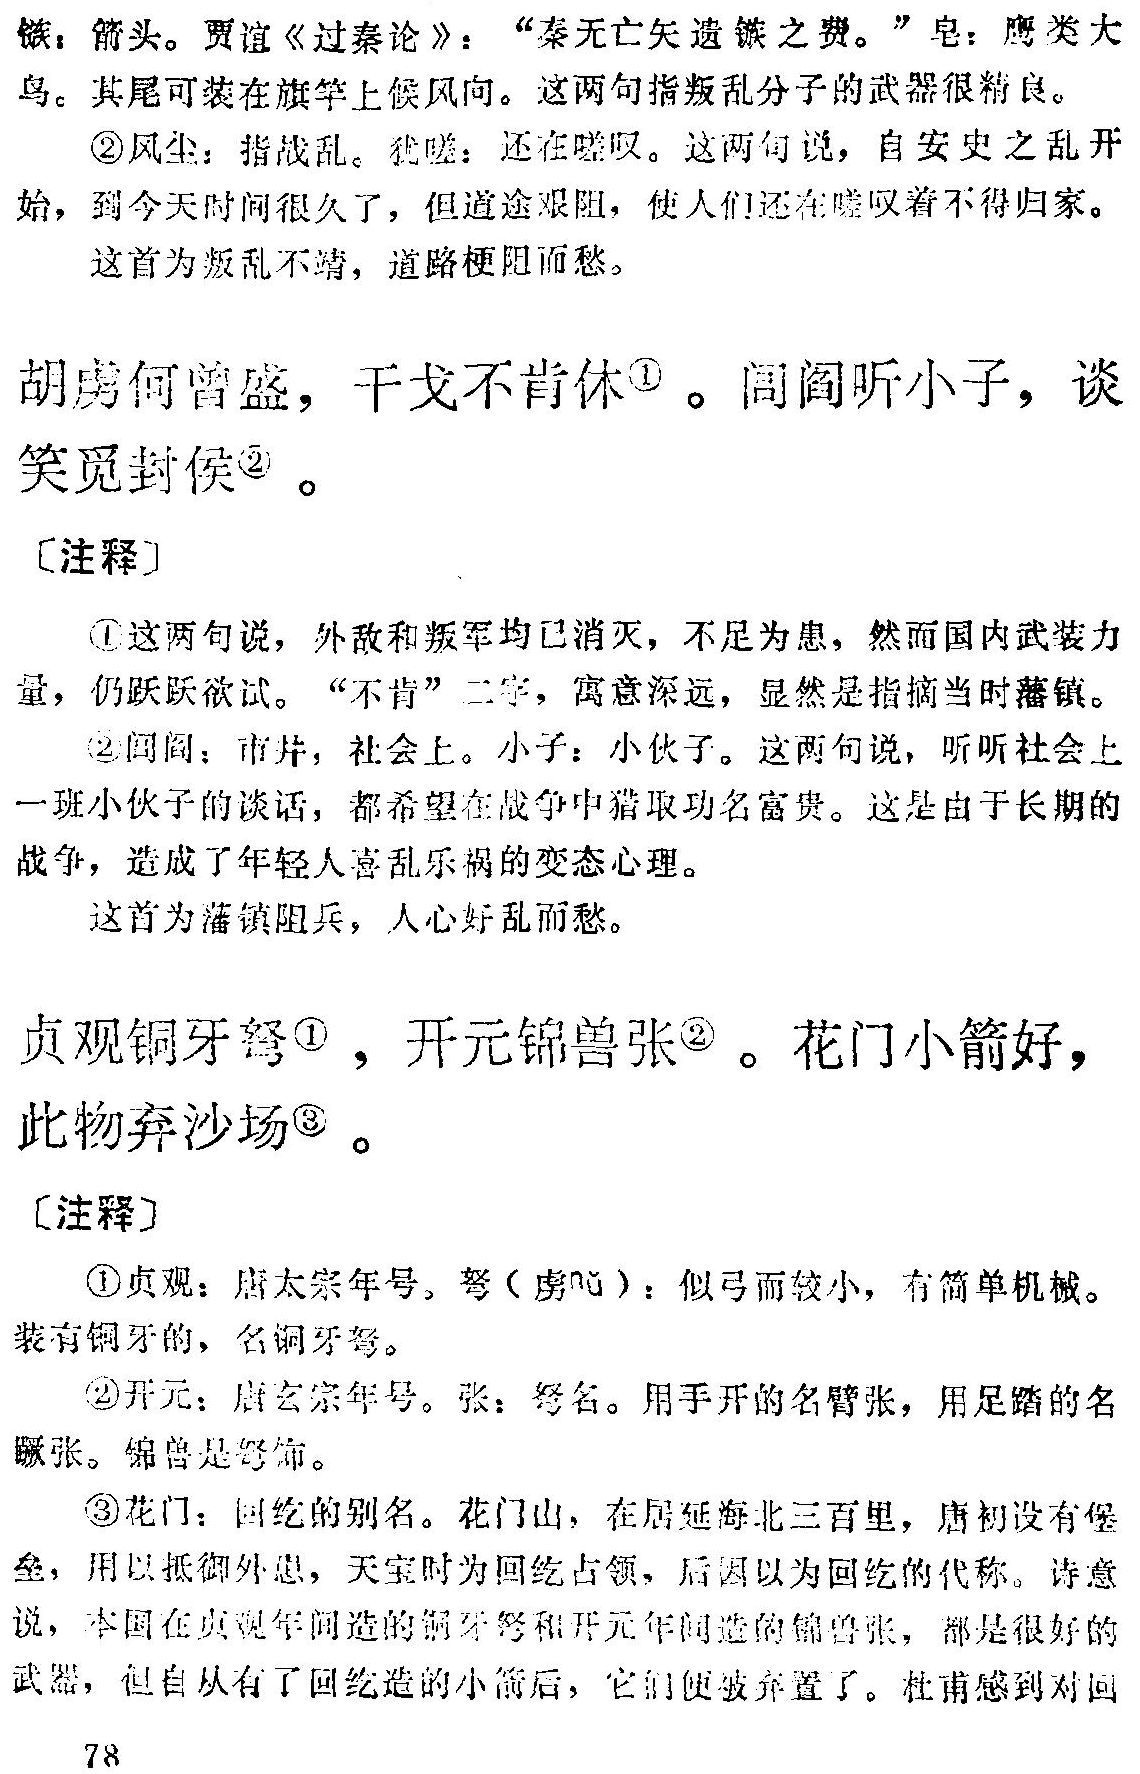 镞：箭头。贾谊《过秦论》：“秦无亡矢遗镞之费。”皂：鹰类大
鸟。其尾可装在旗竿上候风向。这两句指叛乱分子的武器很精良。
②风尘：指战乱。犹嗟：还在嗟叹。这两句说，自安史之乱开
始，到今天时间很久了，但道途艰阻，使人们还在嗟叹着不得归家。
这首为叛乱不靖，道路梗阻而愁。
胡虏何曾盛，干戈不肯休①。闾阎听小子，谈
笑觅封侯②。
〔注释〕
①这两句说，外敌和叛军均已消灭，不足为患，然而国内武装力
量，仍跃跃欲试。“不肯”二字，寓意深远，显然是指摘当时藩镇。
②闾阎：市井，社会上。小子：小伙子。这两句说，听听社会上
一班小伙子的谈话，都希望在战争中猎取功名富贵。这是由于长期的
战争，造成了年轻人喜乱乐祸的变态心理。
这首为藩镇阻兵，人心好乱而愁。
贞观铜牙弩①，开元锦兽张②。花门小箭好，
此物弃沙场③。
〔注释〕
①贞观：唐太宗年号。弩（虏nǔ）：似弓而较小，有简单机械。
装有铜牙的，名铜牙弩。
②开元：唐玄宗年号。张：弩名。用手开的名臂张，用足踏的名
蹶张。锦兽是弩饰。
③花门：回纥的别名。花门山，在居延海北三百里，唐初设有堡
垒，用以抵御外患，天宝时为回纥占领，后因以为回纥的代称。诗意
说，本国在贞观年间造的铜牙弩和开元年间造的锦兽张，都是很好的
武器，但自从有了回纥造的小箭后，它们便被弃置了。杜甫感到对回
78